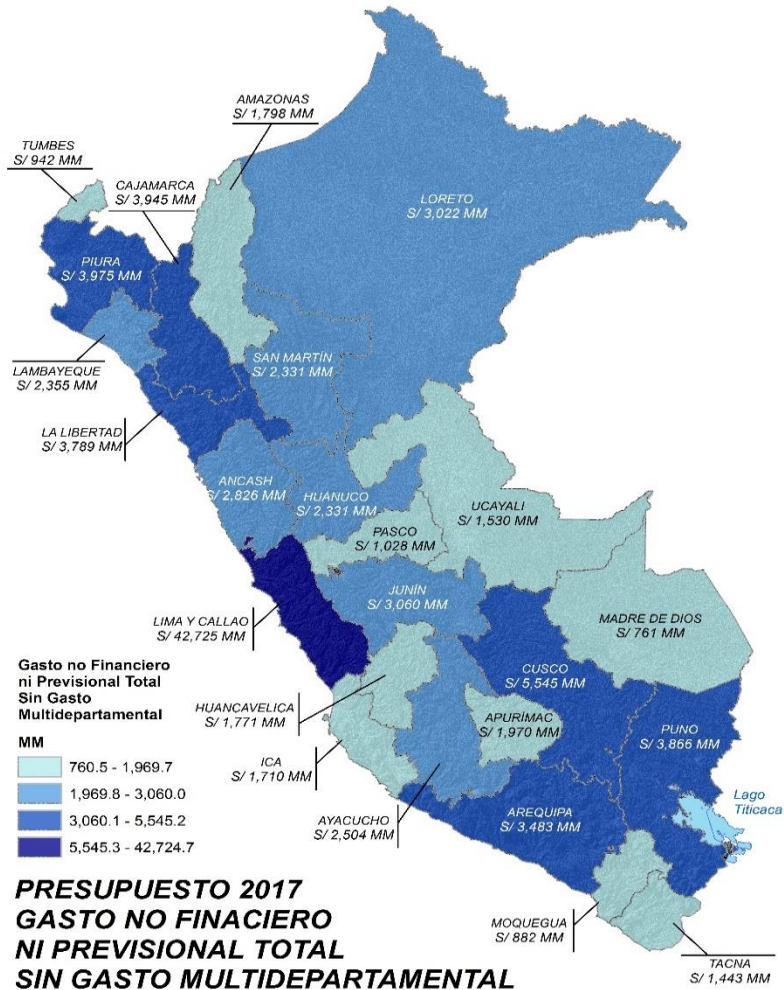 AMAZONAS
S/ 1,798 MM
TUMBES
S/ 942 MM
CAJAMARCA
S/ 3,945 MM
LORETO
S/ 3,022 MM
PIURA
S/ 3,975 MM
LAMBAYEQUE
S/ 2,355 MM
SAN MARTÍN
S/ 2,331 MM
LA LIBERTAD
S/ 3,789 MM
ANCASH
S/ 2,826 MM
HUANUCO
S/ 2,331 MM
UCAYALI
S/ 1,530 MM
PASCO
S/ 1,028 MM
JUNÍN
S/ 3,060 MM
MADRE DE DIOS
S/ 761 MM
LIMA Y CALLAO
S/ 42,725 MM
CUSCO
S/ 5,545 MM
HUANCAVELICA
S/ 1,771 MM
APURÍMAC
S/ 1,970 MM
PUNO
S/ 3,866 MM
ICA
S/ 1,710 MM
AYACUCHO
S/ 2,504 MM
AREQUIPA
S/ 3,483 MM
Lago
Titicaca
MOQUEGUA
S/ 882 MM
TACNA
S/ 1,443 MM
Gasto no Financiero
ni Previsional Total
Sin Gasto
Multidepartamental
MM
760.5 - 1,969.7
1,969.8 - 3,060.0
3,060.1 - 5,545.2
5,545.3 - 42,724.7
PRESUPUESTO 2017
GASTO NO FINACIERO
NI PREVISIONAL TOTAL
SIN GASTO MULTIDEPARTAMENTAL